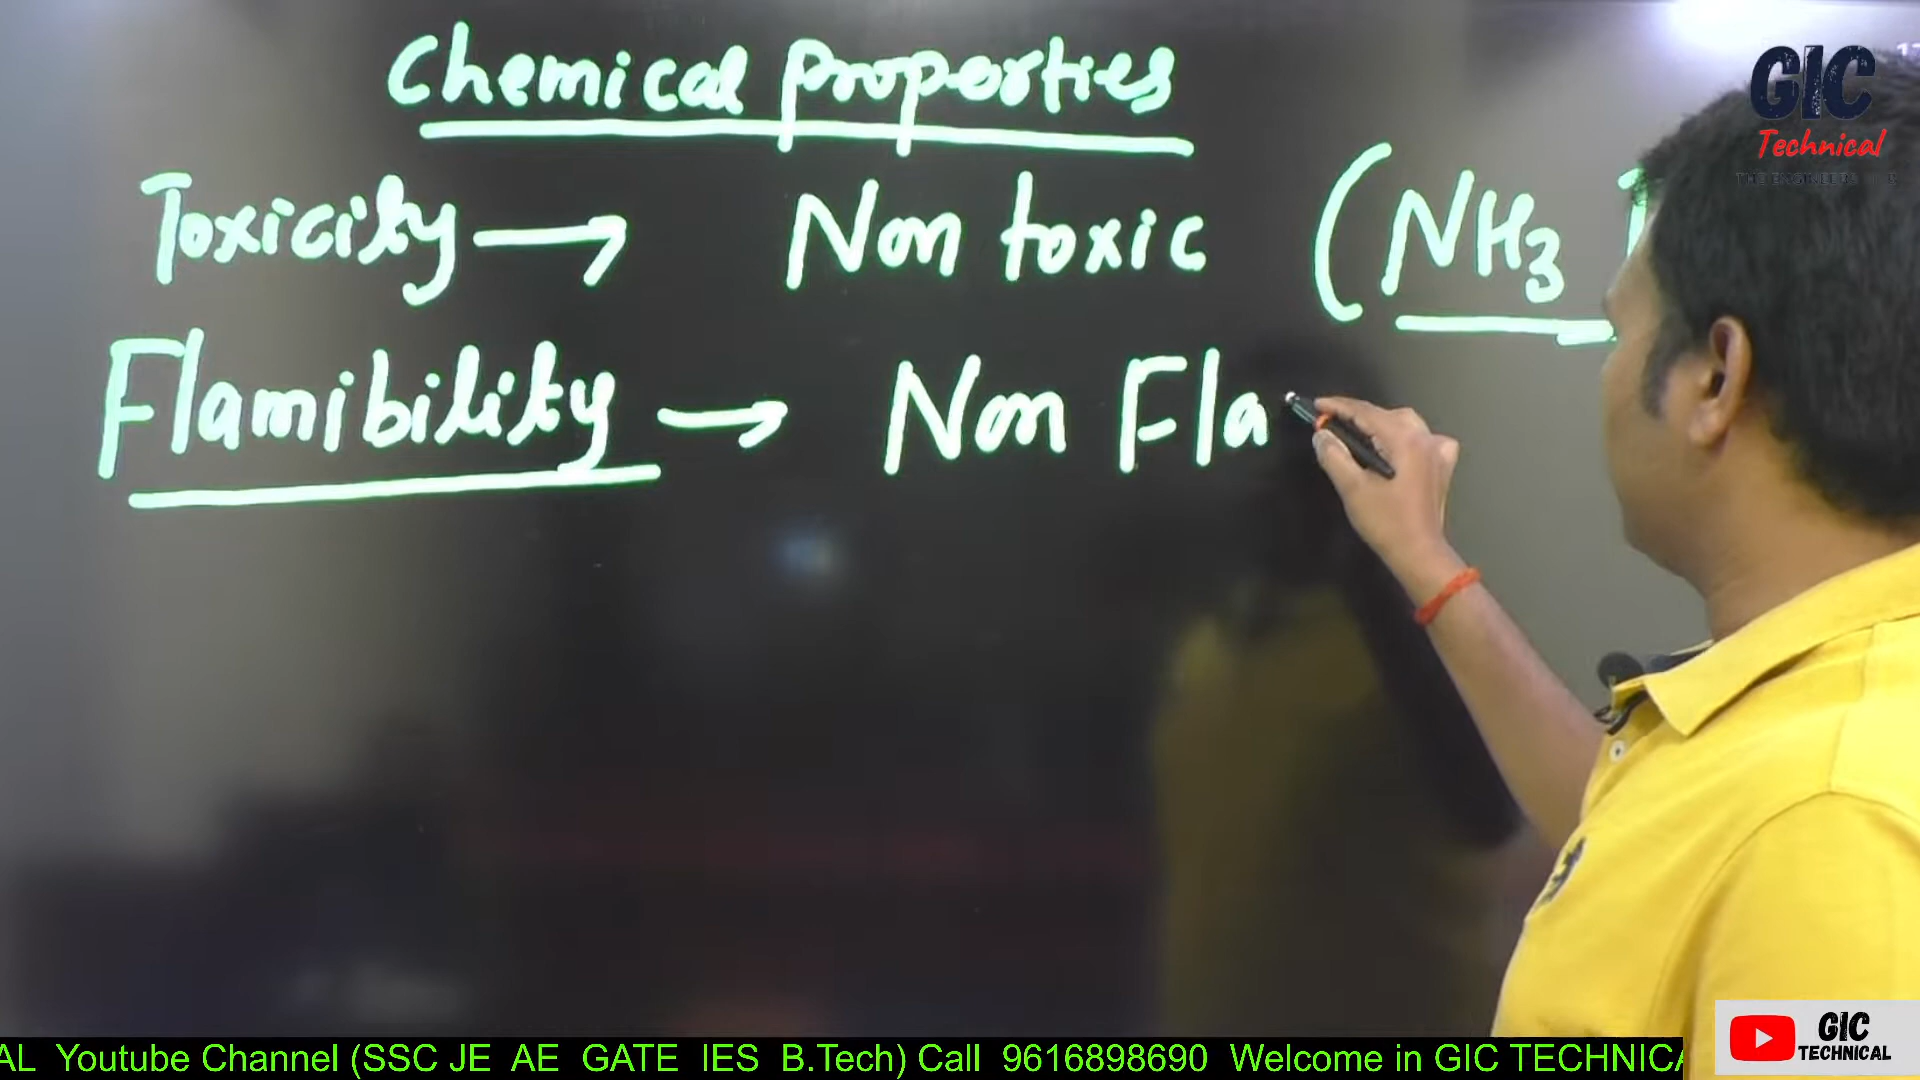 Chemical properties
Toxicity → Non toxic (NH3
Flamibility → Non Fla
GIC
Technical
AL Youtube Channel (SSC JE AE GATE IES B.Tech) Call 9616898690 Welcome in GIC TECHNICA
GIC
TECHNICAL